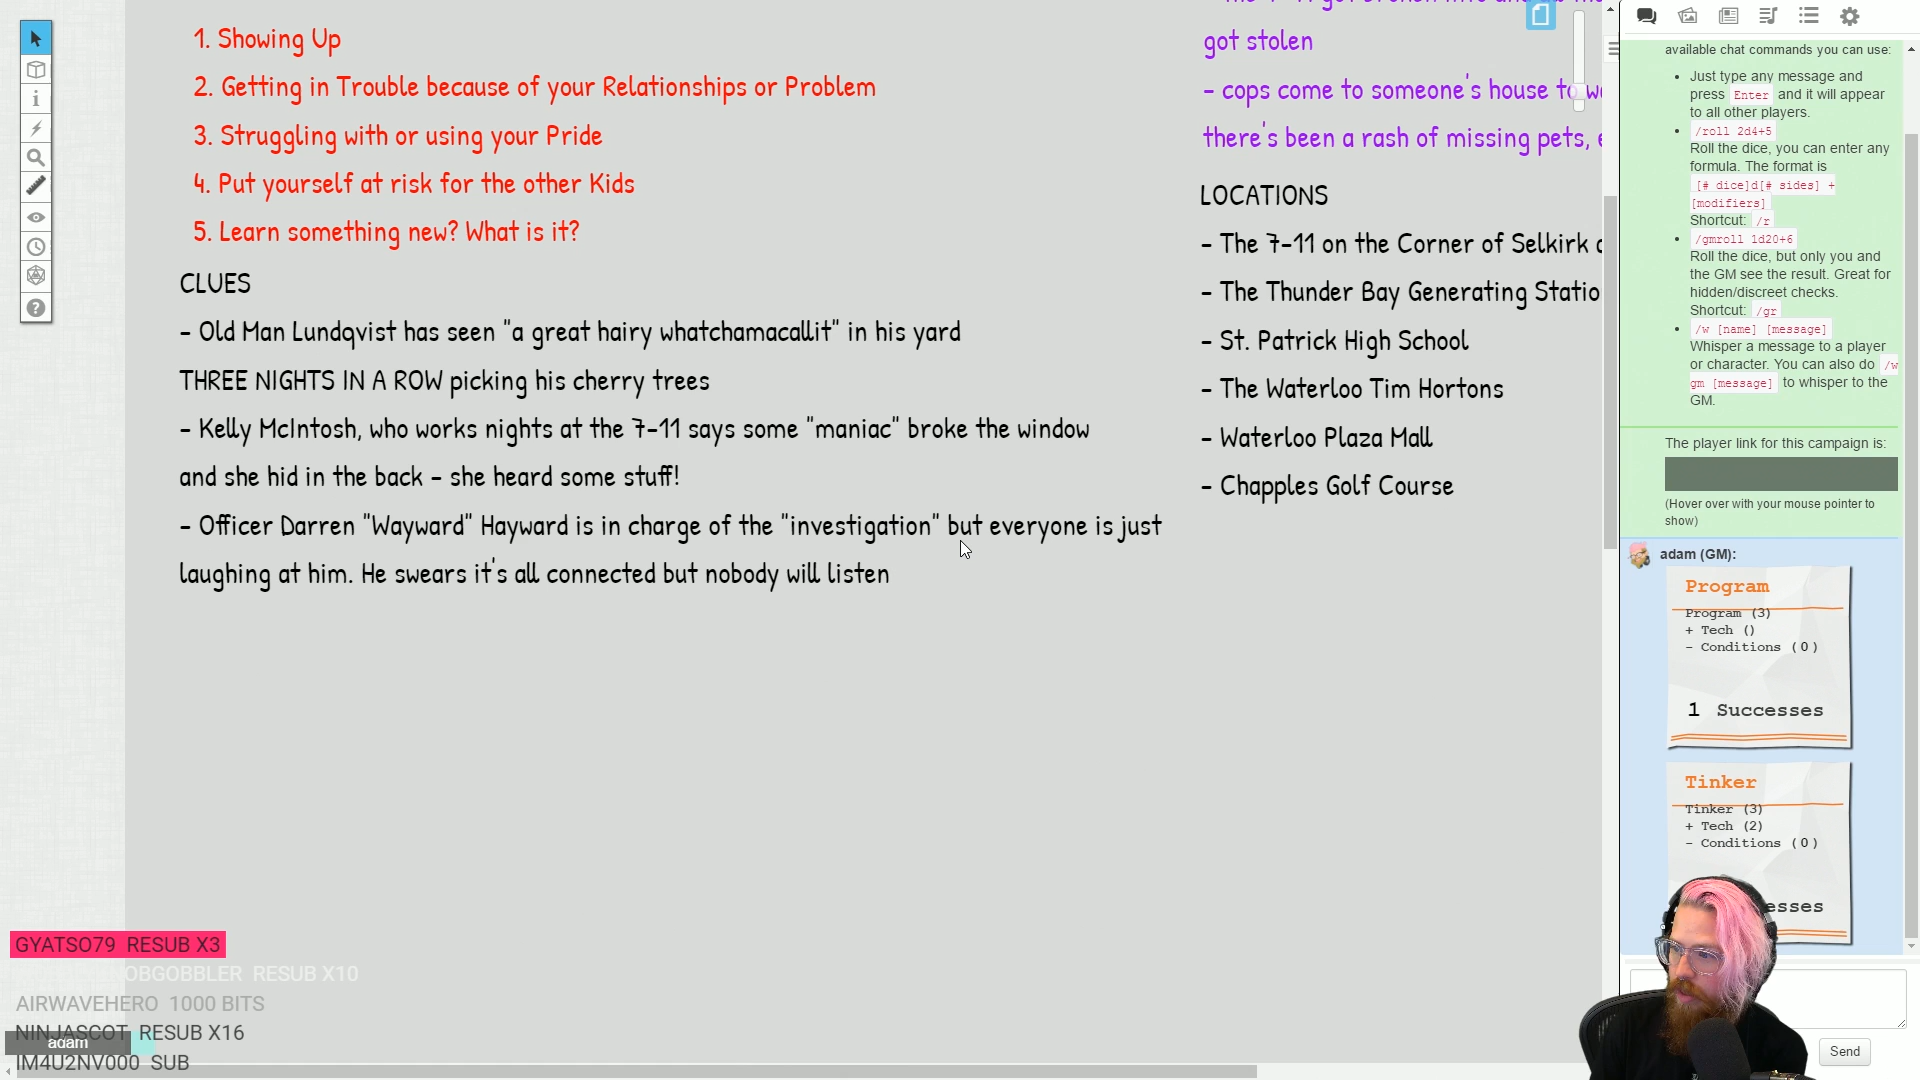 1. Showing Up
2. Getting in Trouble because of your Relationships or Problem
3. Struggling with or using your Pride
4. Put yourself at risk for the other Kids
5. Learn something new? What is it?
CLUES
- Old Man Lundqvist has seen "a great hairy whatchamacallit" in his yard
THREE NIGHTS IN A ROW picking his cherry trees
- Kelly McIntosh, who works nights at the 7-11 says some "maniac" broke the window
and she hid in the back - she heard some stuff!
- Officer Darren "Wayward" Hayward is in charge of the "investigation" but everyone is just
laughing at him. He swears it's all connected but nobody will listen
got stolen
- cops come to someone's house to
there's been a rash of missing pets,
LOCATIONS
- The 7-11 on the Corner of Selkirk
- The Thunder Bay Generating Statio
- St. Patrick High School
- The Waterloo Tim Hortons
- Waterloo Plaza Mall
- Chapples Golf Course
available chat commands you can use:
• Just type any message and
press Enter and it will appear
to all other players.
• /roll 2d4+5
Roll the dice, you can enter any
formula. The format is
[# dice]d[# sides] +
[modifiers]
Shortcut: /r
• /gmroll 1d20+6
Roll the dice, but only you and
the GM see the result. Great for
hidden/discreet checks.
Shortcut: /gr
• /w [name] [message]
Whisper a message to a player
or character. You can also do /w
gm [message] to whisper to the
GM.
The player link for this campaign is:
(Hover over with your mouse pointer to
show)
adam (GM):
Program
Program (3)
+ Tech ()
- Conditions (0)
1 Successes
Tinker
Tinker (3)
+ Tech (2)
- Conditions (0)
esses
Send
GYATSO79 RESUB X3
OBGOBBLER RESUB X10
AIRWAVEHERO 1000 BITS
NINJASCOT RESUB X16
adam
IM4U2NV000 SUB